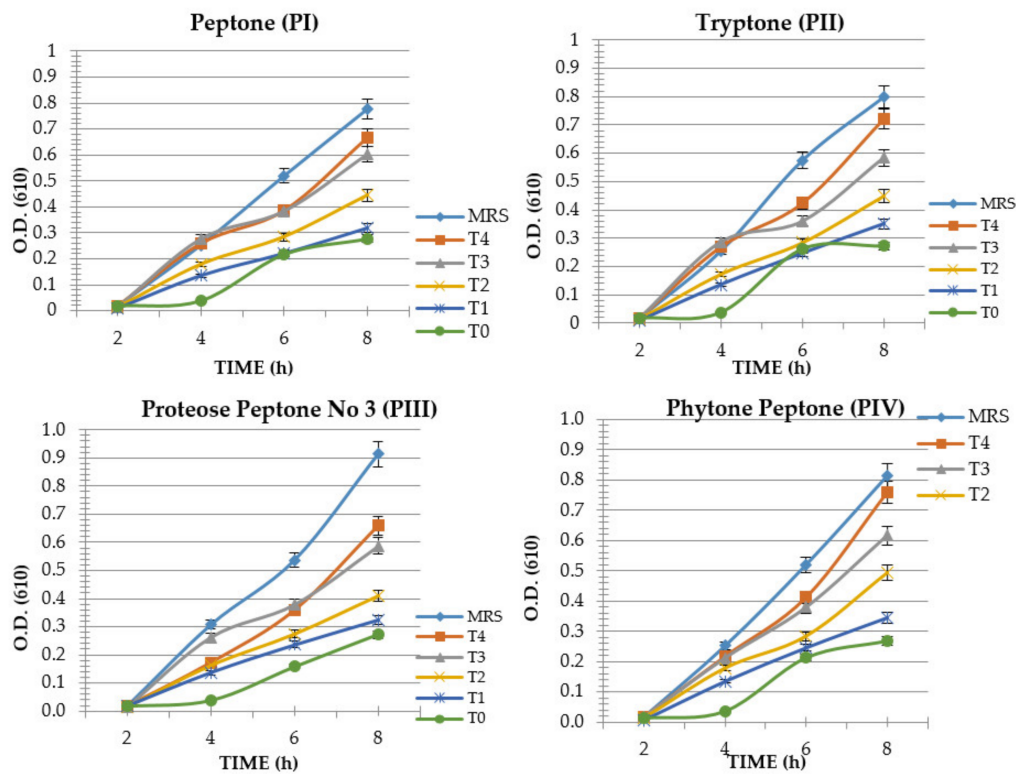 Peptone (PI)
1
0.9
0.8
0.7
0.6
0.5
0.4
0.3
0.2
0.1
0
O.D. (610)
2 4 6 8
TIME (h)
MRS
T4
T3
T2
T1
T0
Tryptone (PII)
1
0.9
0.8
0.7
0.6
0.5
0.4
0.3
0.2
0.1
0
O.D. (610)
2 4 6 8
TIME (h)
MRS
T4
T3
T2
T1
T0
Proteose Peptone No 3 (PIII)
1.0
0.9
0.8
0.7
0.6
0.5
0.4
0.3
0.2
0.1
0.0
O.D. (610)
2 4 6 8
TIME (h)
MRS
T4
T3
T2
T1
T0
Phytone Peptone (PIV)
1.0
0.9
0.8
0.7
0.6
0.5
0.4
0.3
0.2
0.1
0.0
O.D. (610)
2 4 6 8
TIME (h)
MRS
T4
T3
T2